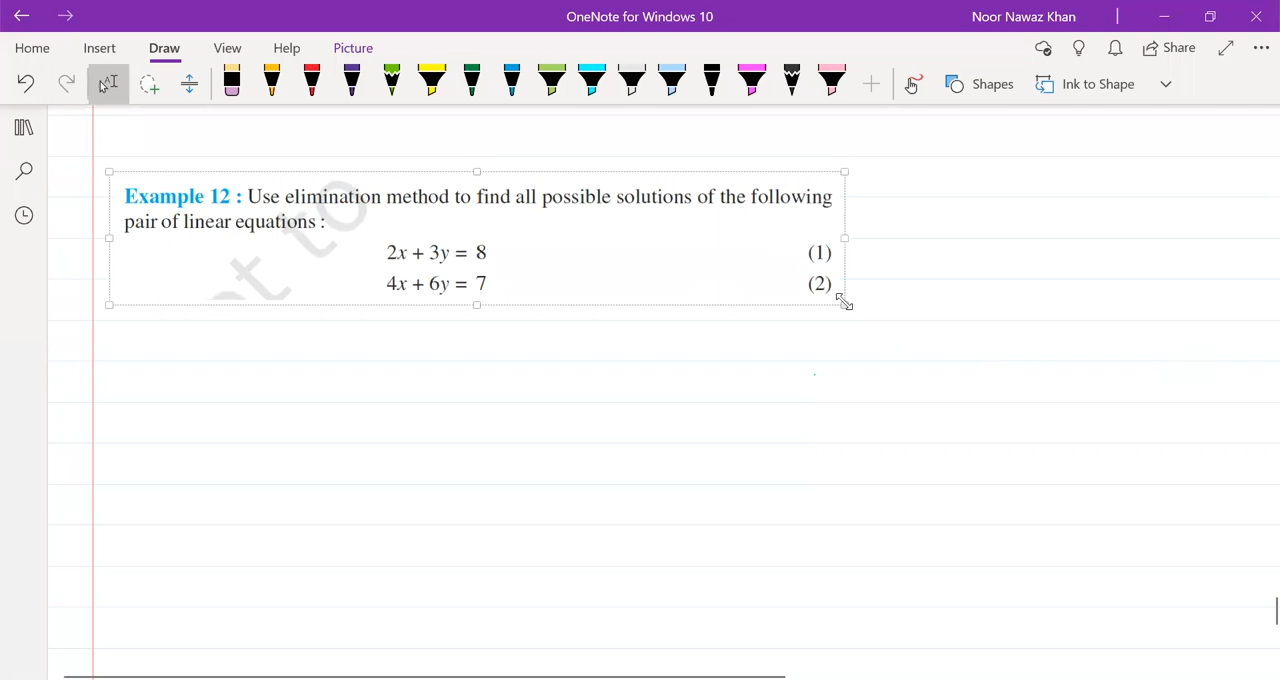 OneNote for Windows 10
Noor Nawaz Khan
Home Insert Draw View Help Picture Share
Shapes Ink to Shape
Example 12 : Use elimination method to find all possible solutions of the following
pair of linear equations :
2x + 3y = 8 (1)
4x + 6y = 7 (2)
t to